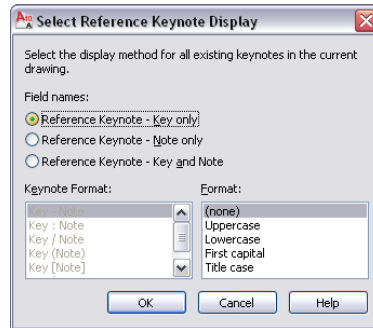 Select Reference Keynote Display
Select the display method for all existing keynotes in the current
drawing.
Field names:
Reference Keynote - Key only
Reference Keynote - Note only
Reference Keynote - Key and Note
Keynote Format:
Format:
Key - Note
Key : Note
Key / Note
Key (Note)
Key [Note]
(none)
Uppercase
Lowercase
First capital
Title case
OK
Cancel
Help